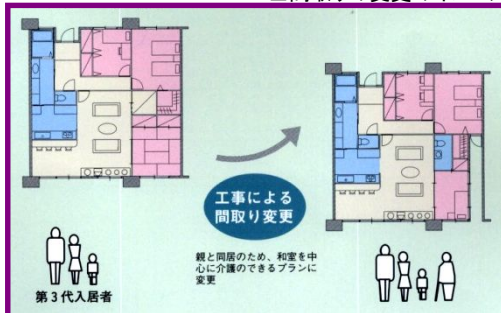 工事による
間取り変更
親と同居のため、和室を中
心に介護のできるプランに
変更
第3代入居者